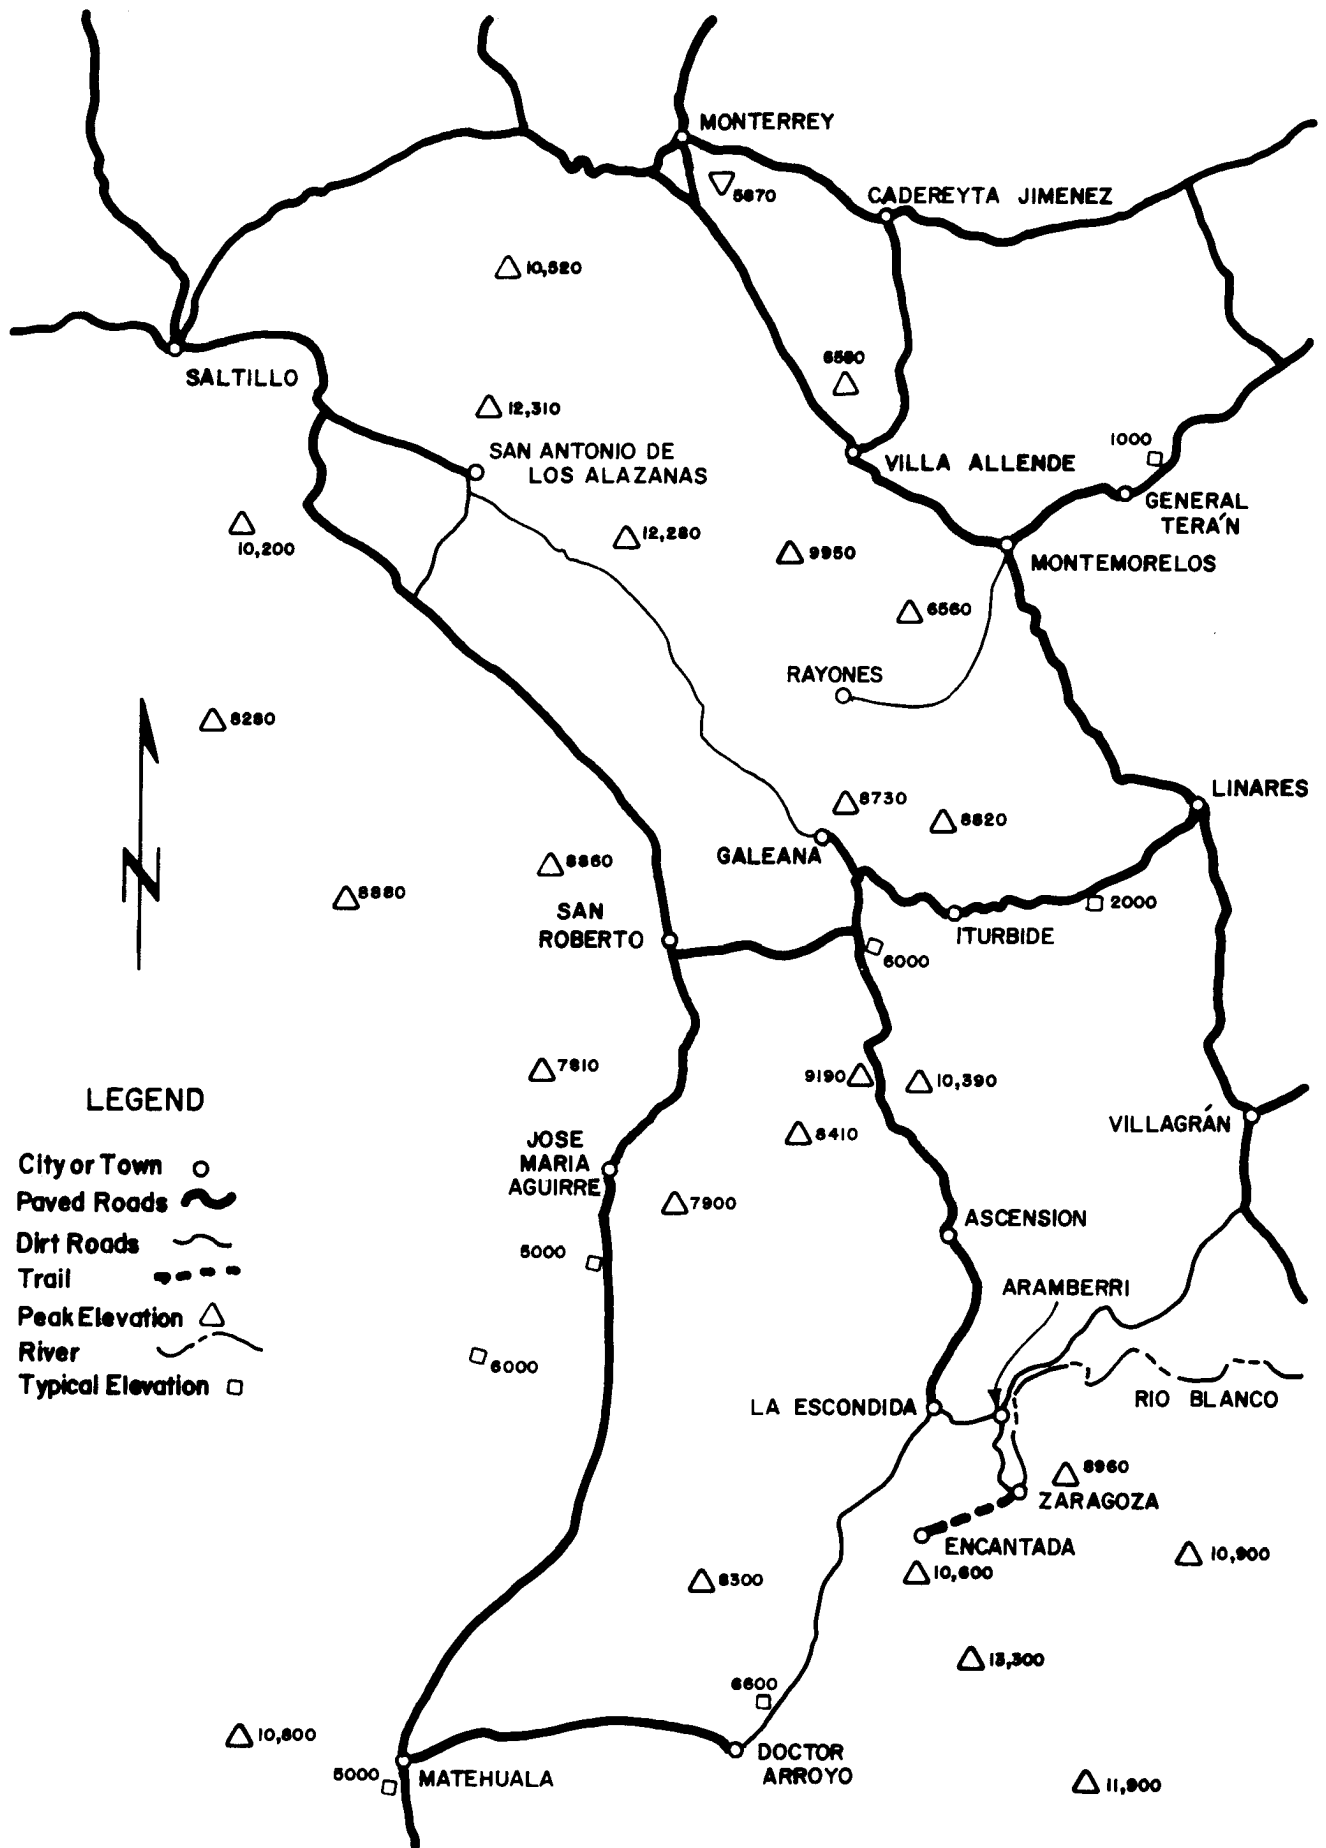 MONTERREY
5870
CADEREYTA JIMENEZ
10,520
6580
SALTILLO
12,310
SAN ANTONIO DE
LOS ALAZANAS
VILLA ALLENDE
1000
GENERAL
TERÁN
10,200
12,280
9950
MONTEMORELOS
6560
RAYONES
8280
LINARES
8730
8820
GALEANA
8860
8880
SAN
ROBERTO
2000
ITURBIDE
6000
7810
9190
10,390
LEGEND
VILLAGRÁN
8410
JOSE
MARIA
AGUIRRE
City or Town
Paved Roads
7900
ASCENSION
Dirt Roads
5000
Trail
ARAMBERRI
Peak Elevation
River
6000
Typical Elevation
RIO BLANCO
LA ESCONDIDA
8960
ZARAGOZA
ENCANTADA
10,900
10,600
8300
13,300
6600
10,800
DOCTOR
ARROYO
5000
MATEHUALA
11,900
N